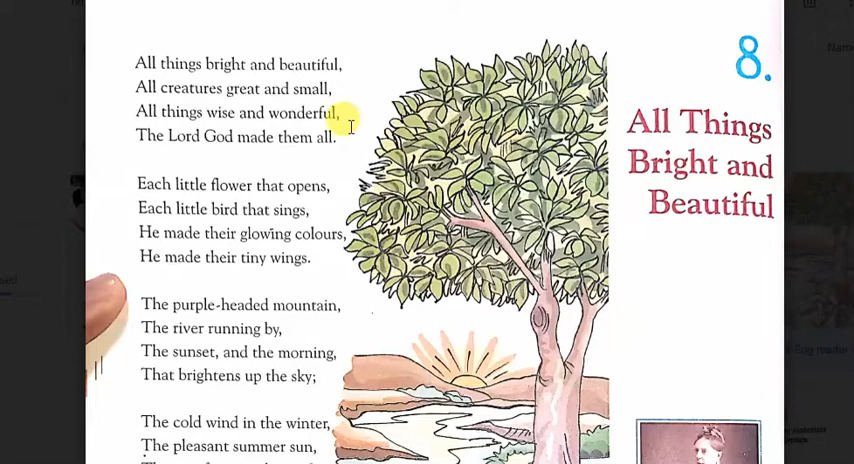 All things bright and beautiful,
All creatures great and small,
All things wise and wonderful,
The Lord God made them all.
Each little flower that opens,
Each little bird that sings,
He made their glowing colours,
He made their tiny wings.
The purple-headed mountain,
The river running by,
The sunset, and the morning,
That brightens up the sky;
The cold wind in the winter,
The pleasant summer sun,
8.
All Things
Bright and
Beautiful